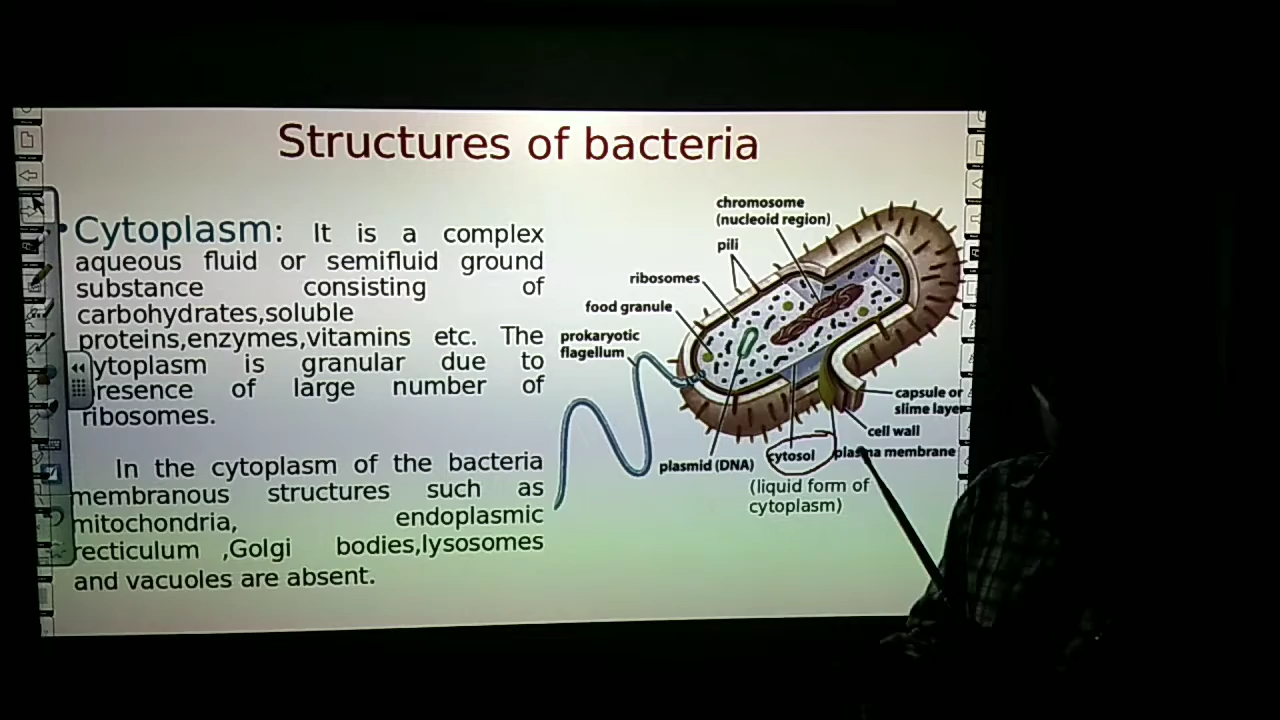 Structures of bacteria
• Cytoplasm: It is a complex
aqueous fluid or semifluid ground
substance consisting of
carbohydrates,soluble
proteins,enzymes,vitamins etc. The
ytoplasm is granular due to
resence of large number of
ribosomes.
In the cytoplasm of the bacteria
membranous structures such as
mitochondria, endoplasmic
recticulum ,Golgi bodies,lysosomes
and vacuoles are absent.
chromosome
(nucleoid region)
pili
ribosomes
food granule
prokaryotic
flagellum
capsule or
slime layer
cell wall
plasma membrane
cytosol
plasmid (DNA)
(liquid form of
cytoplasm)